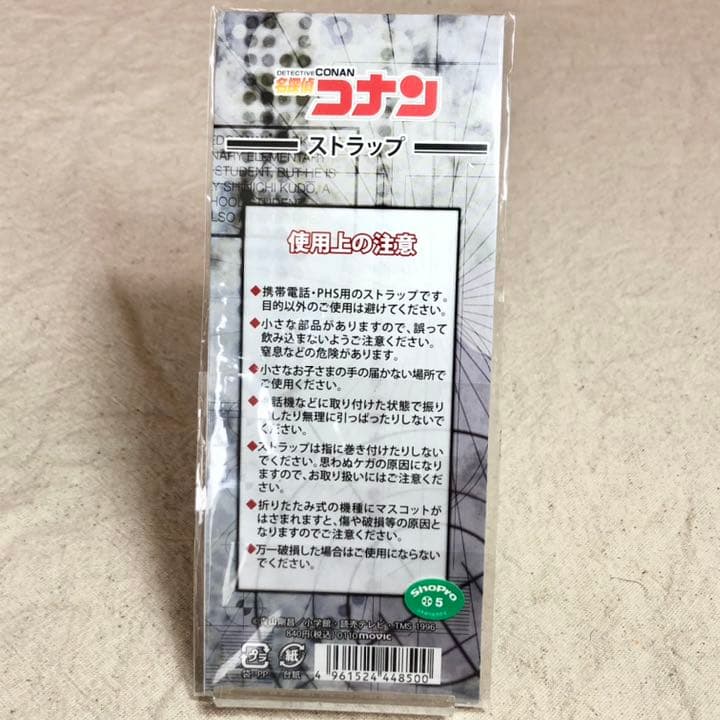 DETECTIVE CONAN
名探偵
コナン
ストラップ
NARY ELEMENTARY
STUDENT, BUT HE IS
使用上の注意
◆携帯電話・PHS用のストラップです。
目的以外のご使用は避けてください。
◆小さな部品がありますので、誤って
飲み込まないようご注意ください。
窒息などの危険があります。
◆小さなお子さまの手の届かない場所で
ご使用ください。
話機などに取り付けた状態で振り
したり無理に引っぱったりしないで
ください。
◆ストラップは指に巻き付けたりしない
でください。思わぬケガの原因になり
ますので、お取り扱いにはご注意くださ
い。
◆折りたたみ式の機種にマスコットが
はさまれますと、傷や破損等の原因と
なりますのでご注意ください。
◆万一破損した場合はご使用にならない
でください。
ShoPro
5
©青山剛昌／小学館・読売テレビ・TMS 1996
840円(税込) 0110 movic
プラ
袋:PP
紙
台紙
4 961524 448500